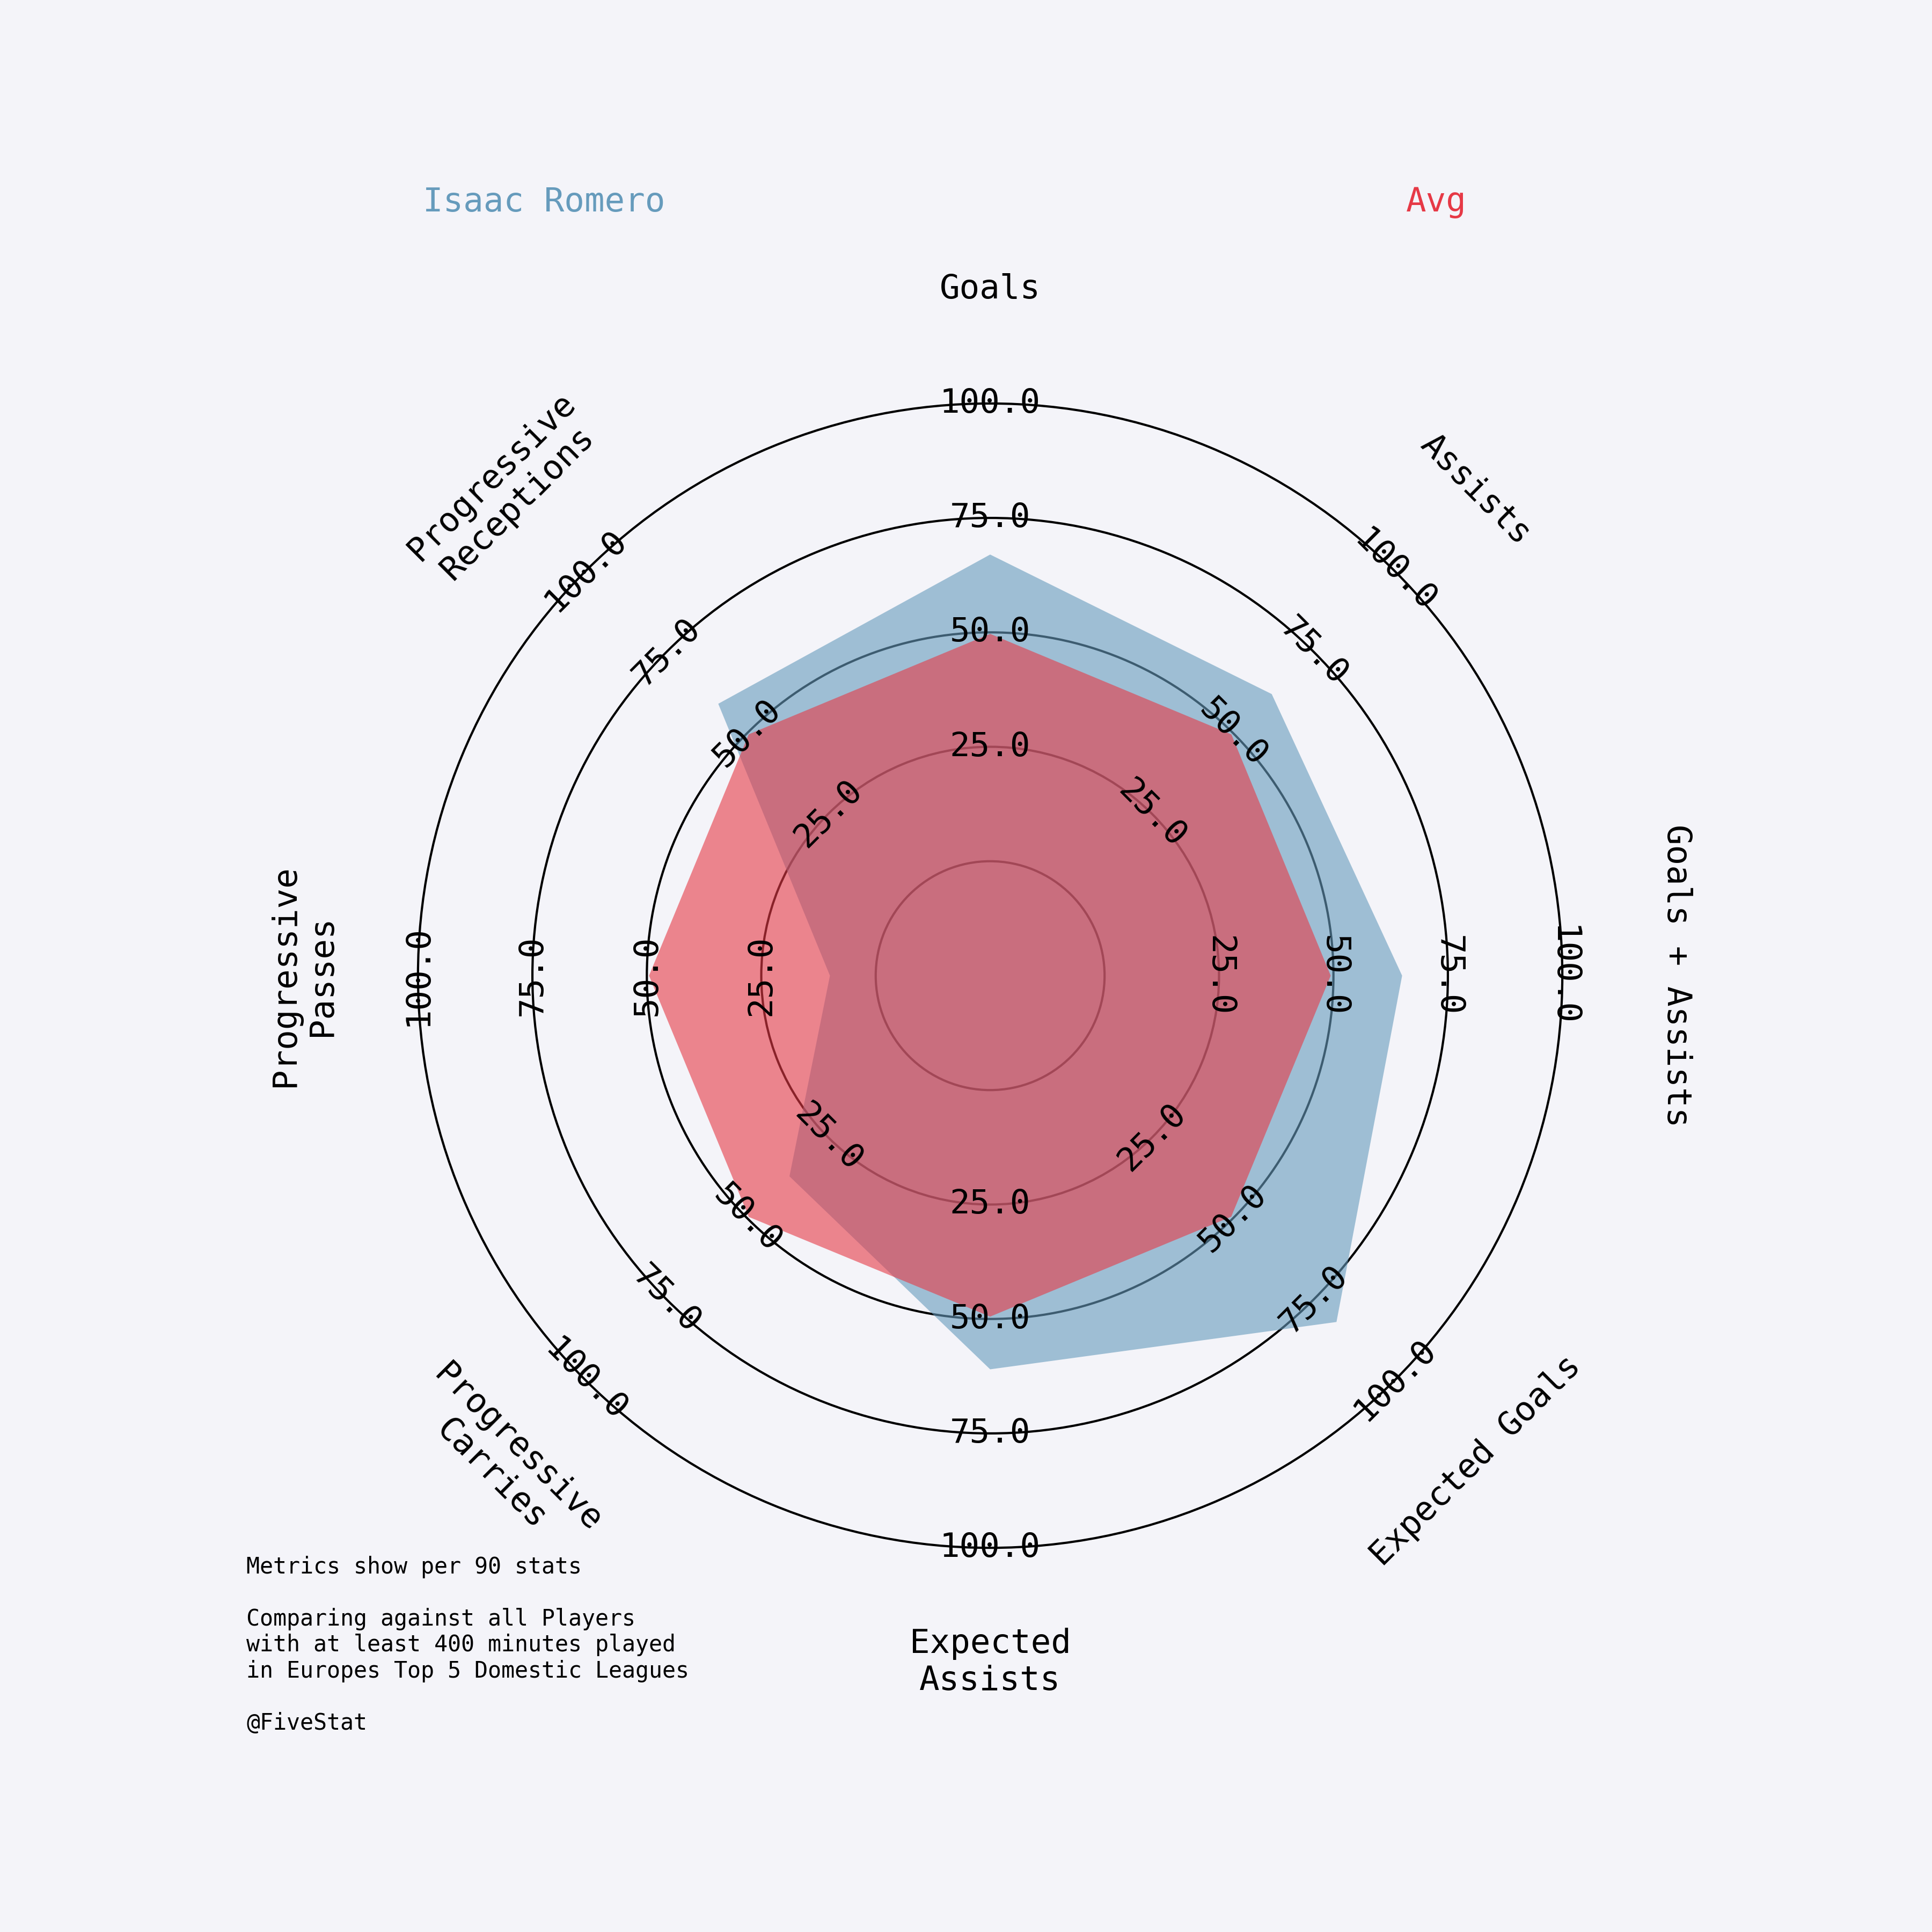 Isaac Romero
Avg
Goals
Assists
Goals + Assists
Expected Goals
Expected
Assists
Progressive
Carries
Progressive
Passes
Progressive
Receptions
25.0
50.0
75.0
100.0
25.0
50.0
75.0
100.0
25.0
50.0
75.0
100.0
25.0
50.0
75.0
100.0
25.0
50.0
75.0
100.0
25.0
50.0
75.0
100.0
25.0
50.0
75.0
100.0
25.0
50.0
75.0
100.0
Metrics show per 90 stats
Comparing against all Players
with at least 400 minutes played
in Europes Top 5 Domestic Leagues
@FiveStat